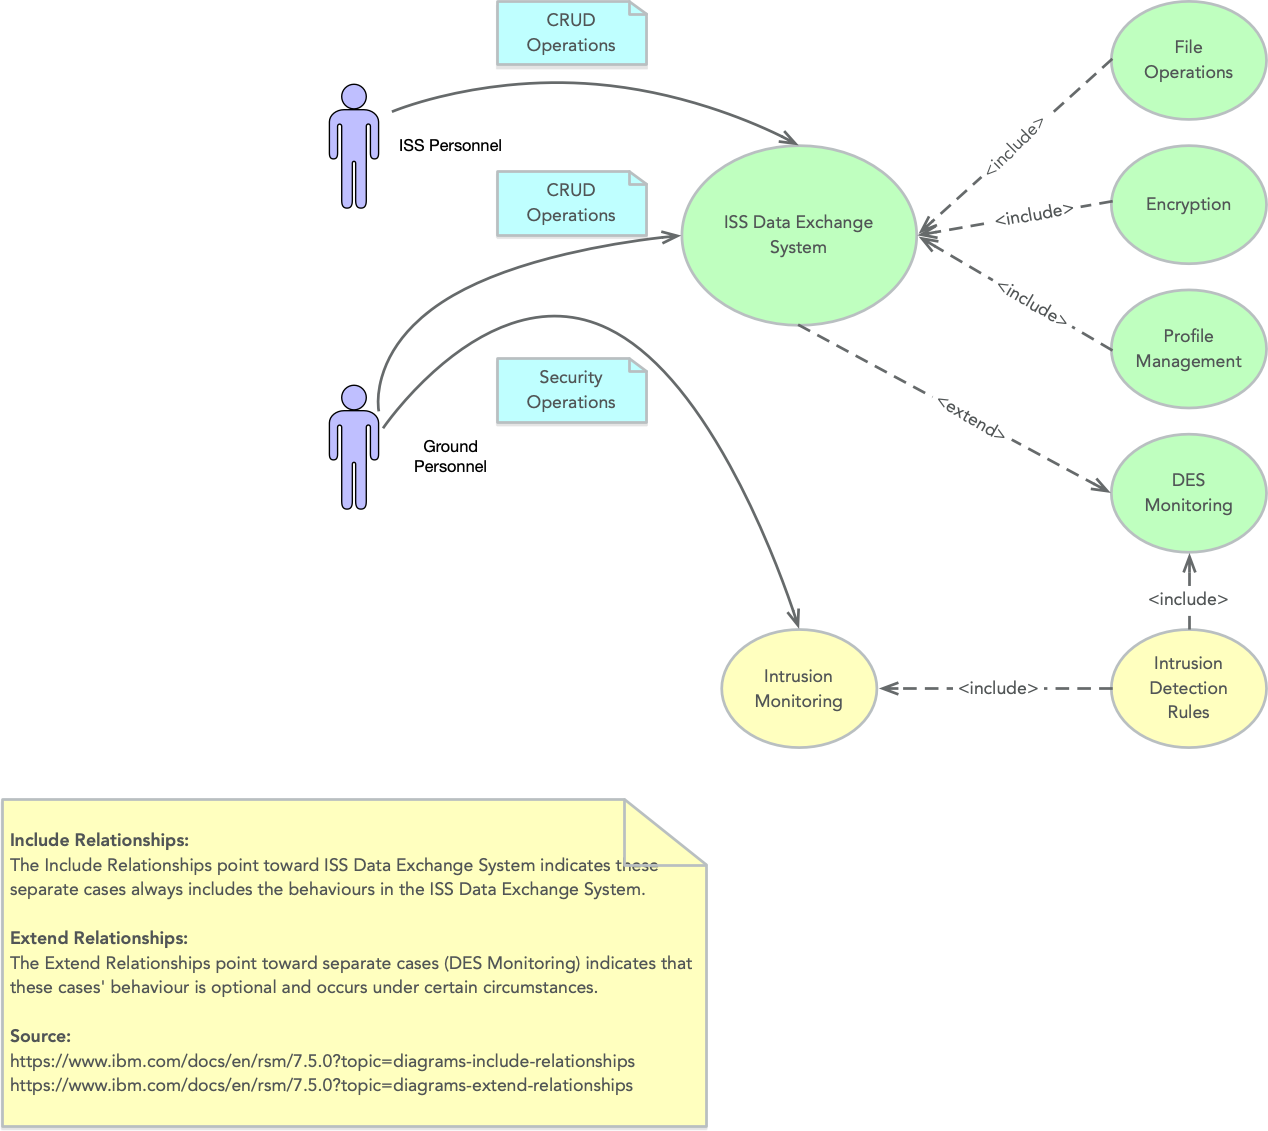 CRUD
Operations
File
Operations
ISS Personnel
<include>
CRUD
Operations
ISS Data Exchange
System
<include>
Encryption
<include>
Profile
Management
Security
Operations
<extend>
Ground
Personnel
DES
Monitoring
<include>
Intrusion
Monitoring
<include>
Intrusion
Detection
Rules
Include Relationships:
The Include Relationships point toward ISS Data Exchange System indicates these
separate cases always includes the behaviours in the ISS Data Exchange System.
Extend Relationships:
The Extend Relationships point toward separate cases (DES Monitoring) indicates that
these cases' behaviour is optional and occurs under certain circumstances.
Source:
https://www.ibm.com/docs/en/rsm/7.5.0?topic=diagrams-include-relationships
https://www.ibm.com/docs/en/rsm/7.5.0?topic=diagrams-extend-relationships